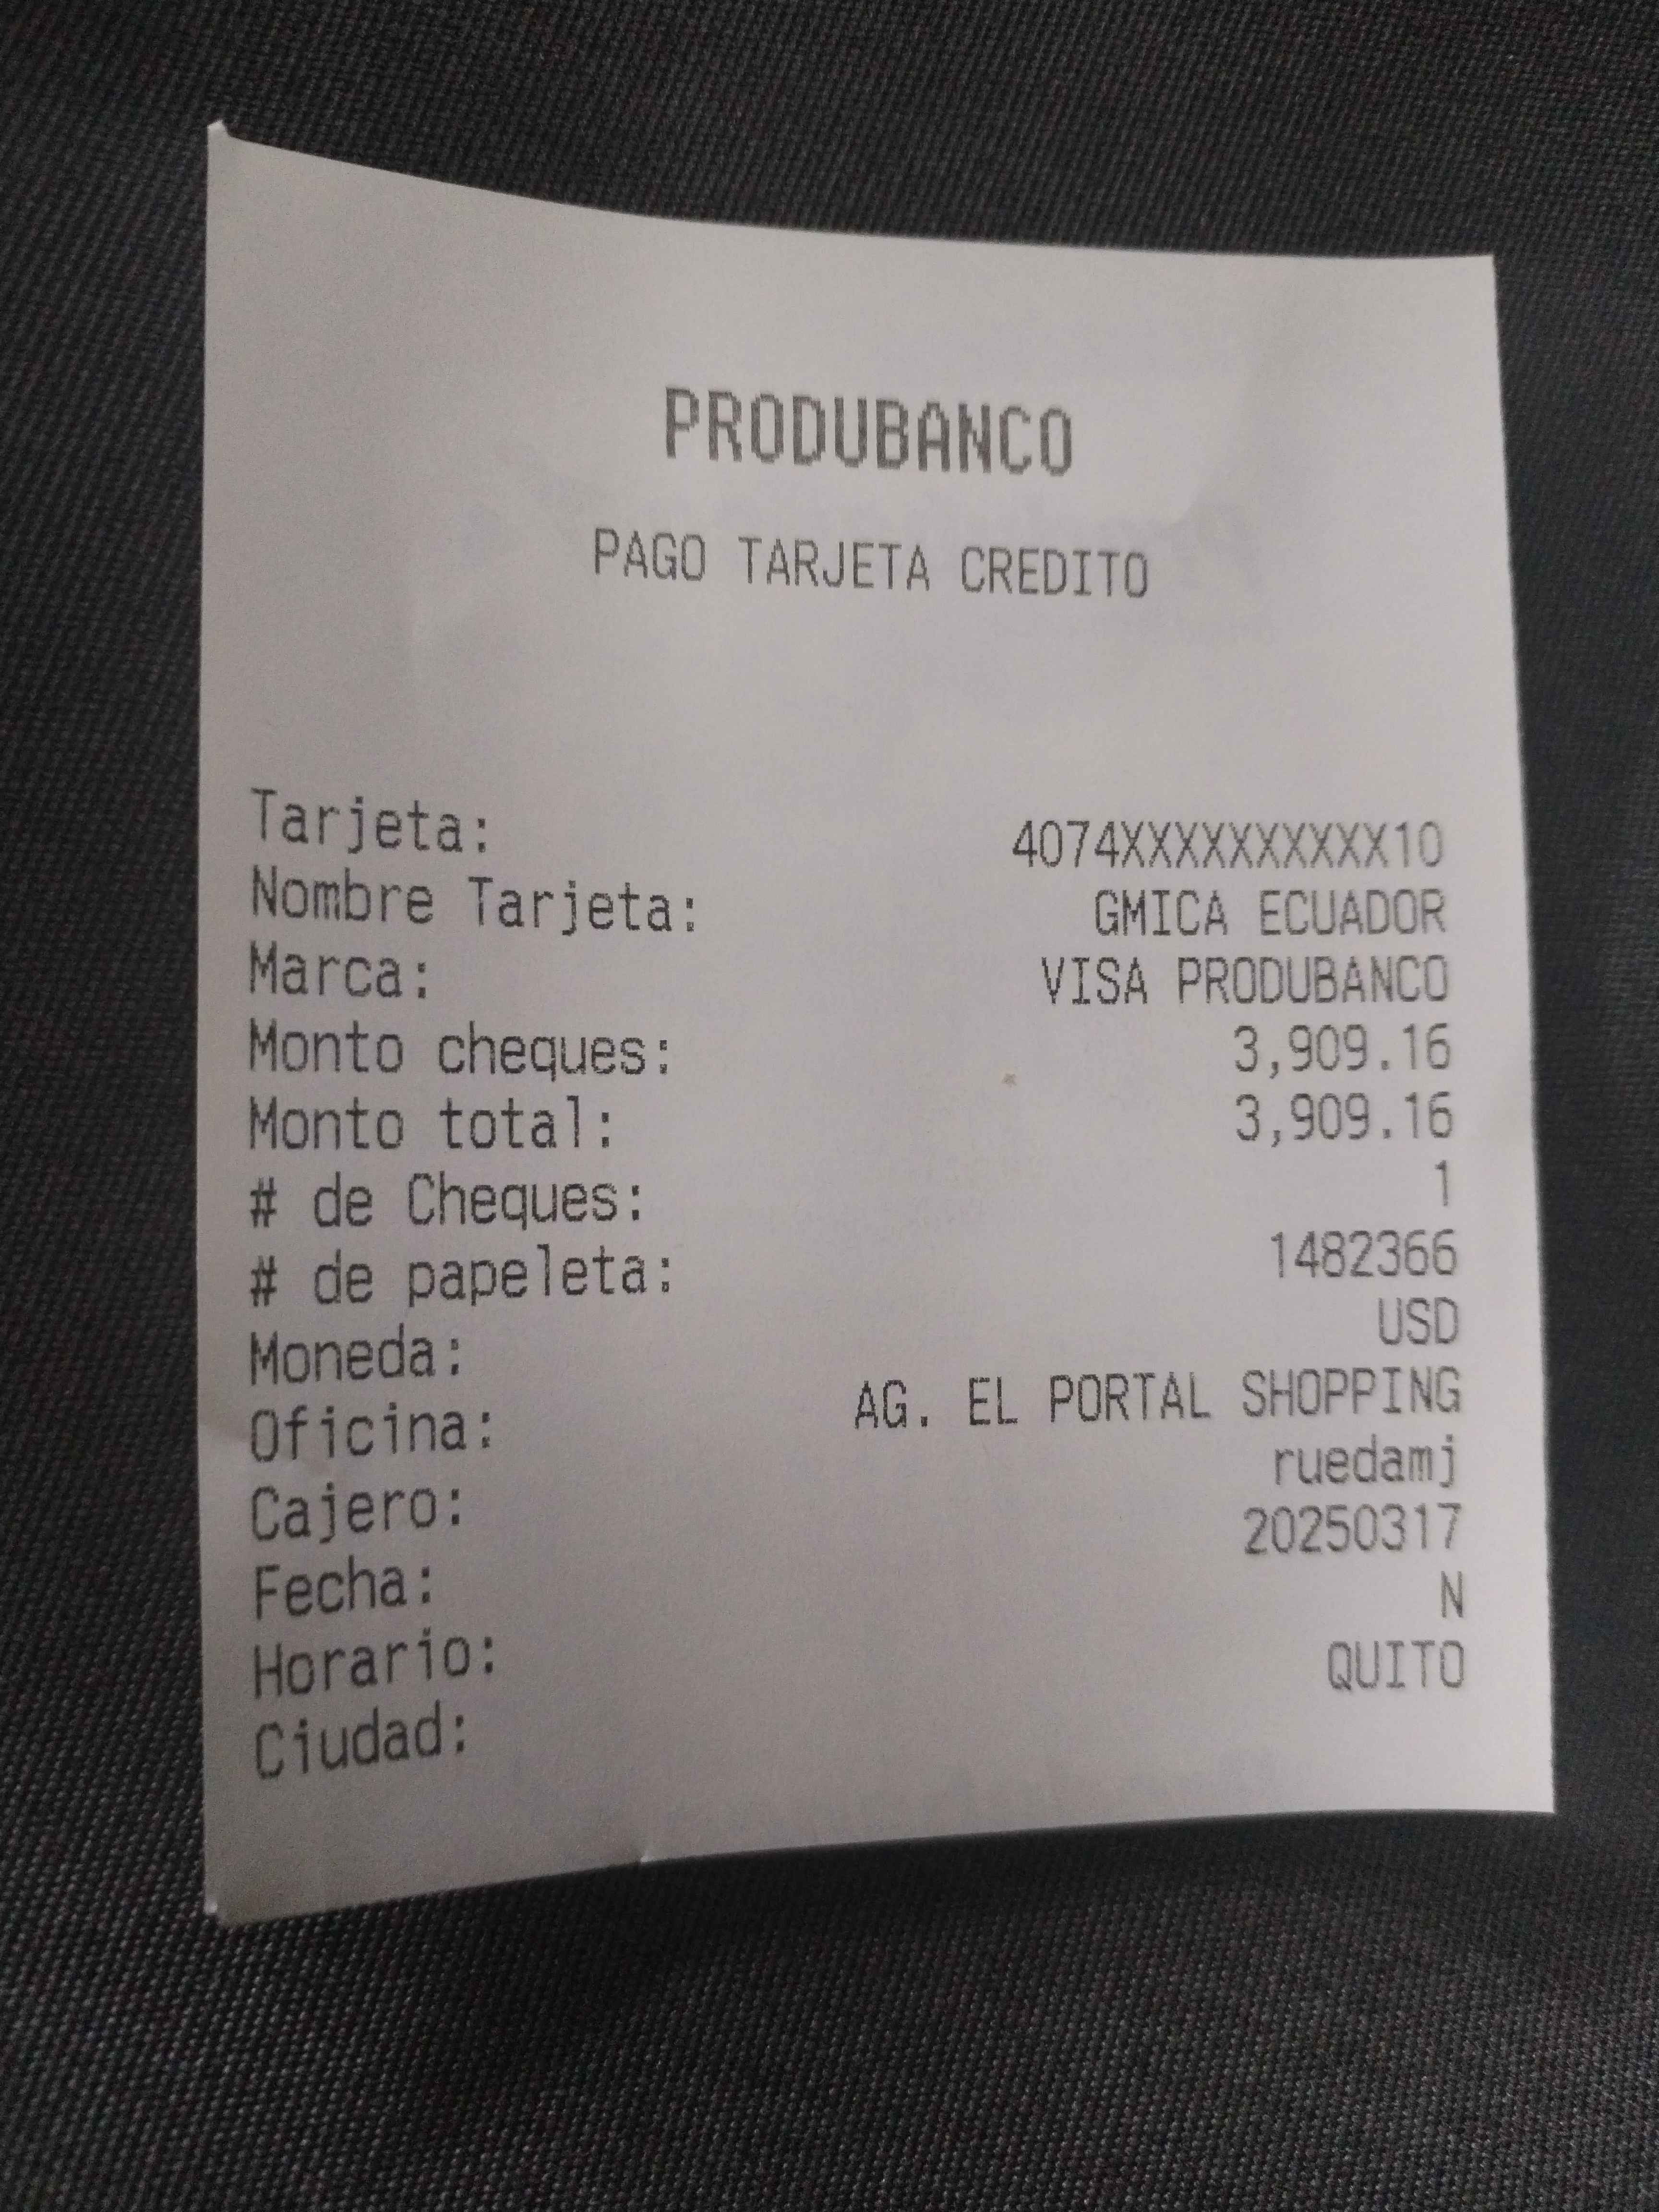 PRODUBANCO
PAGO TARJETA CREDITO
Tarjeta: 4074XXXXXXXXXX10
Nombre Tarjeta: GMICA ECUADOR
Marca: VISA PRODUBANCO
Monto cheques: 3,909.16
Monto total: 3,909.16
# de Cheques: 1
# de papeleta: 1482366
Moneda: USD
Oficina: AG. EL PORTAL SHOPPING
Cajero: ruedamj
Fecha: 20250317
Horario: N
Ciudad: QUITO